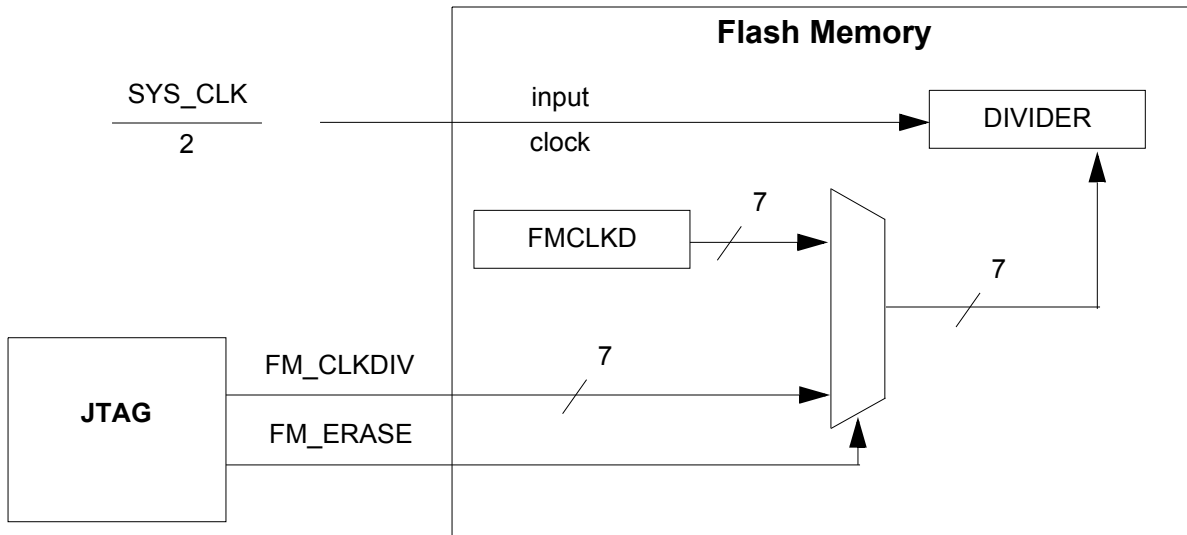 Flash Memory
SYS_CLK
2
input
clock
DIVIDER
7
FMCLKD
7
FM_CLKDIV
7
JTAG
FM_ERASE